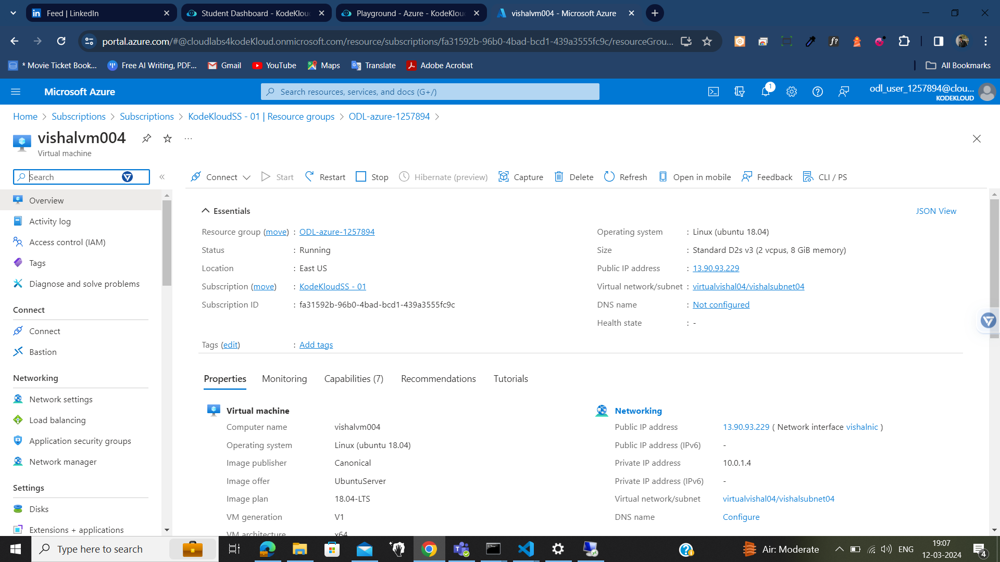 Feed | LinkedIn
Student Dashboard - KodeKlou
Playground - Azure - KodeKlou
vishalvm004 - Microsoft Azure
portal.azure.com/#@cloudlabs4kodeKloud.onmicrosoft.com/resource/subscriptions/fa31592b-96b0-4bad-bcd1-439a3555fc9c/resourceGrou...
f?
* Movie Ticket Book...
Free AI Writing, PDF...
Gmail
YouTube
Maps
Translate
Adobe Acrobat
All Bookmarks
Microsoft Azure
Search resources, services, and docs (G+/)
1
odl_user_1257894@clou...
KODEKLOUD
Home > Subscriptions > Subscriptions > KodeKloudSS - 01 | Resource groups > ODL-azure-1257894 >
vishalvm004
...
Virtual machine
Search
«
Connect
Start
Restart
Stop
Hibernate (preview)
Capture
Delete
Refresh
Open in mobile
Feedback
CLI / PS
Overview
Activity log
Access control (IAM)
Tags
Diagnose and solve problems
Connect
Connect
Bastion
Networking
Network settings
Load balancing
Application security groups
Network manager
Settings
Disks
Extensions + applications
Essentials
JSON View
Resource group (move) : ODL-azure-1257894
Status : Running
Location : East US
Subscription (move) : KodeKloudSS - 01
Subscription ID : fa31592b-96b0-4bad-bcd1-439a3555fc9c
Tags (edit) : Add tags
Operating system : Linux (ubuntu 18.04)
Size : Standard D2s v3 (2 vcpus, 8 GiB memory)
Public IP address : 13.90.93.229
Virtual network/subnet : virtualvishal04/vishalsubnet04
DNS name : Not configured
Health state : -
Properties
Monitoring
Capabilities (7)
Recommendations
Tutorials
Virtual machine
Computer name vishalvm004
Operating system Linux (ubuntu 18.04)
Image publisher Canonical
Image offer UbuntuServer
Image plan 18.04-LTS
VM generation V1
VM architecture x64
Networking
Public IP address 13.90.93.229 ( Network interface vishalnic )
Public IP address (IPv6) -
Private IP address 10.0.1.4
Private IP address (IPv6) -
Virtual network/subnet virtualvishal04/vishalsubnet04
DNS name Configure
Type here to search
Air: Moderate
ENG
19:07
12-03-2024
4